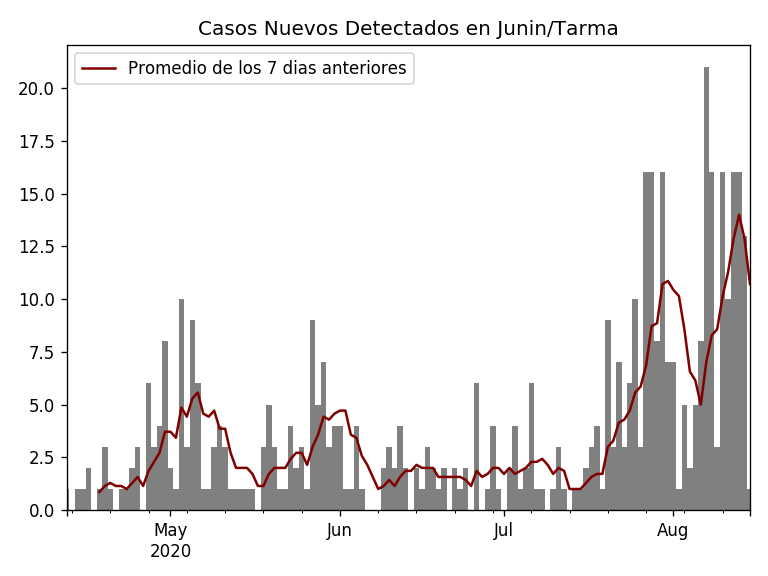 Casos Nuevos Detectados en Junin/Tarma
Promedio de los 7 dias anteriores
20.0
17.5
15.0
12.5
10.0
7.5
5.0
2.5
0.0
May
2020
Jun
Jul
Aug